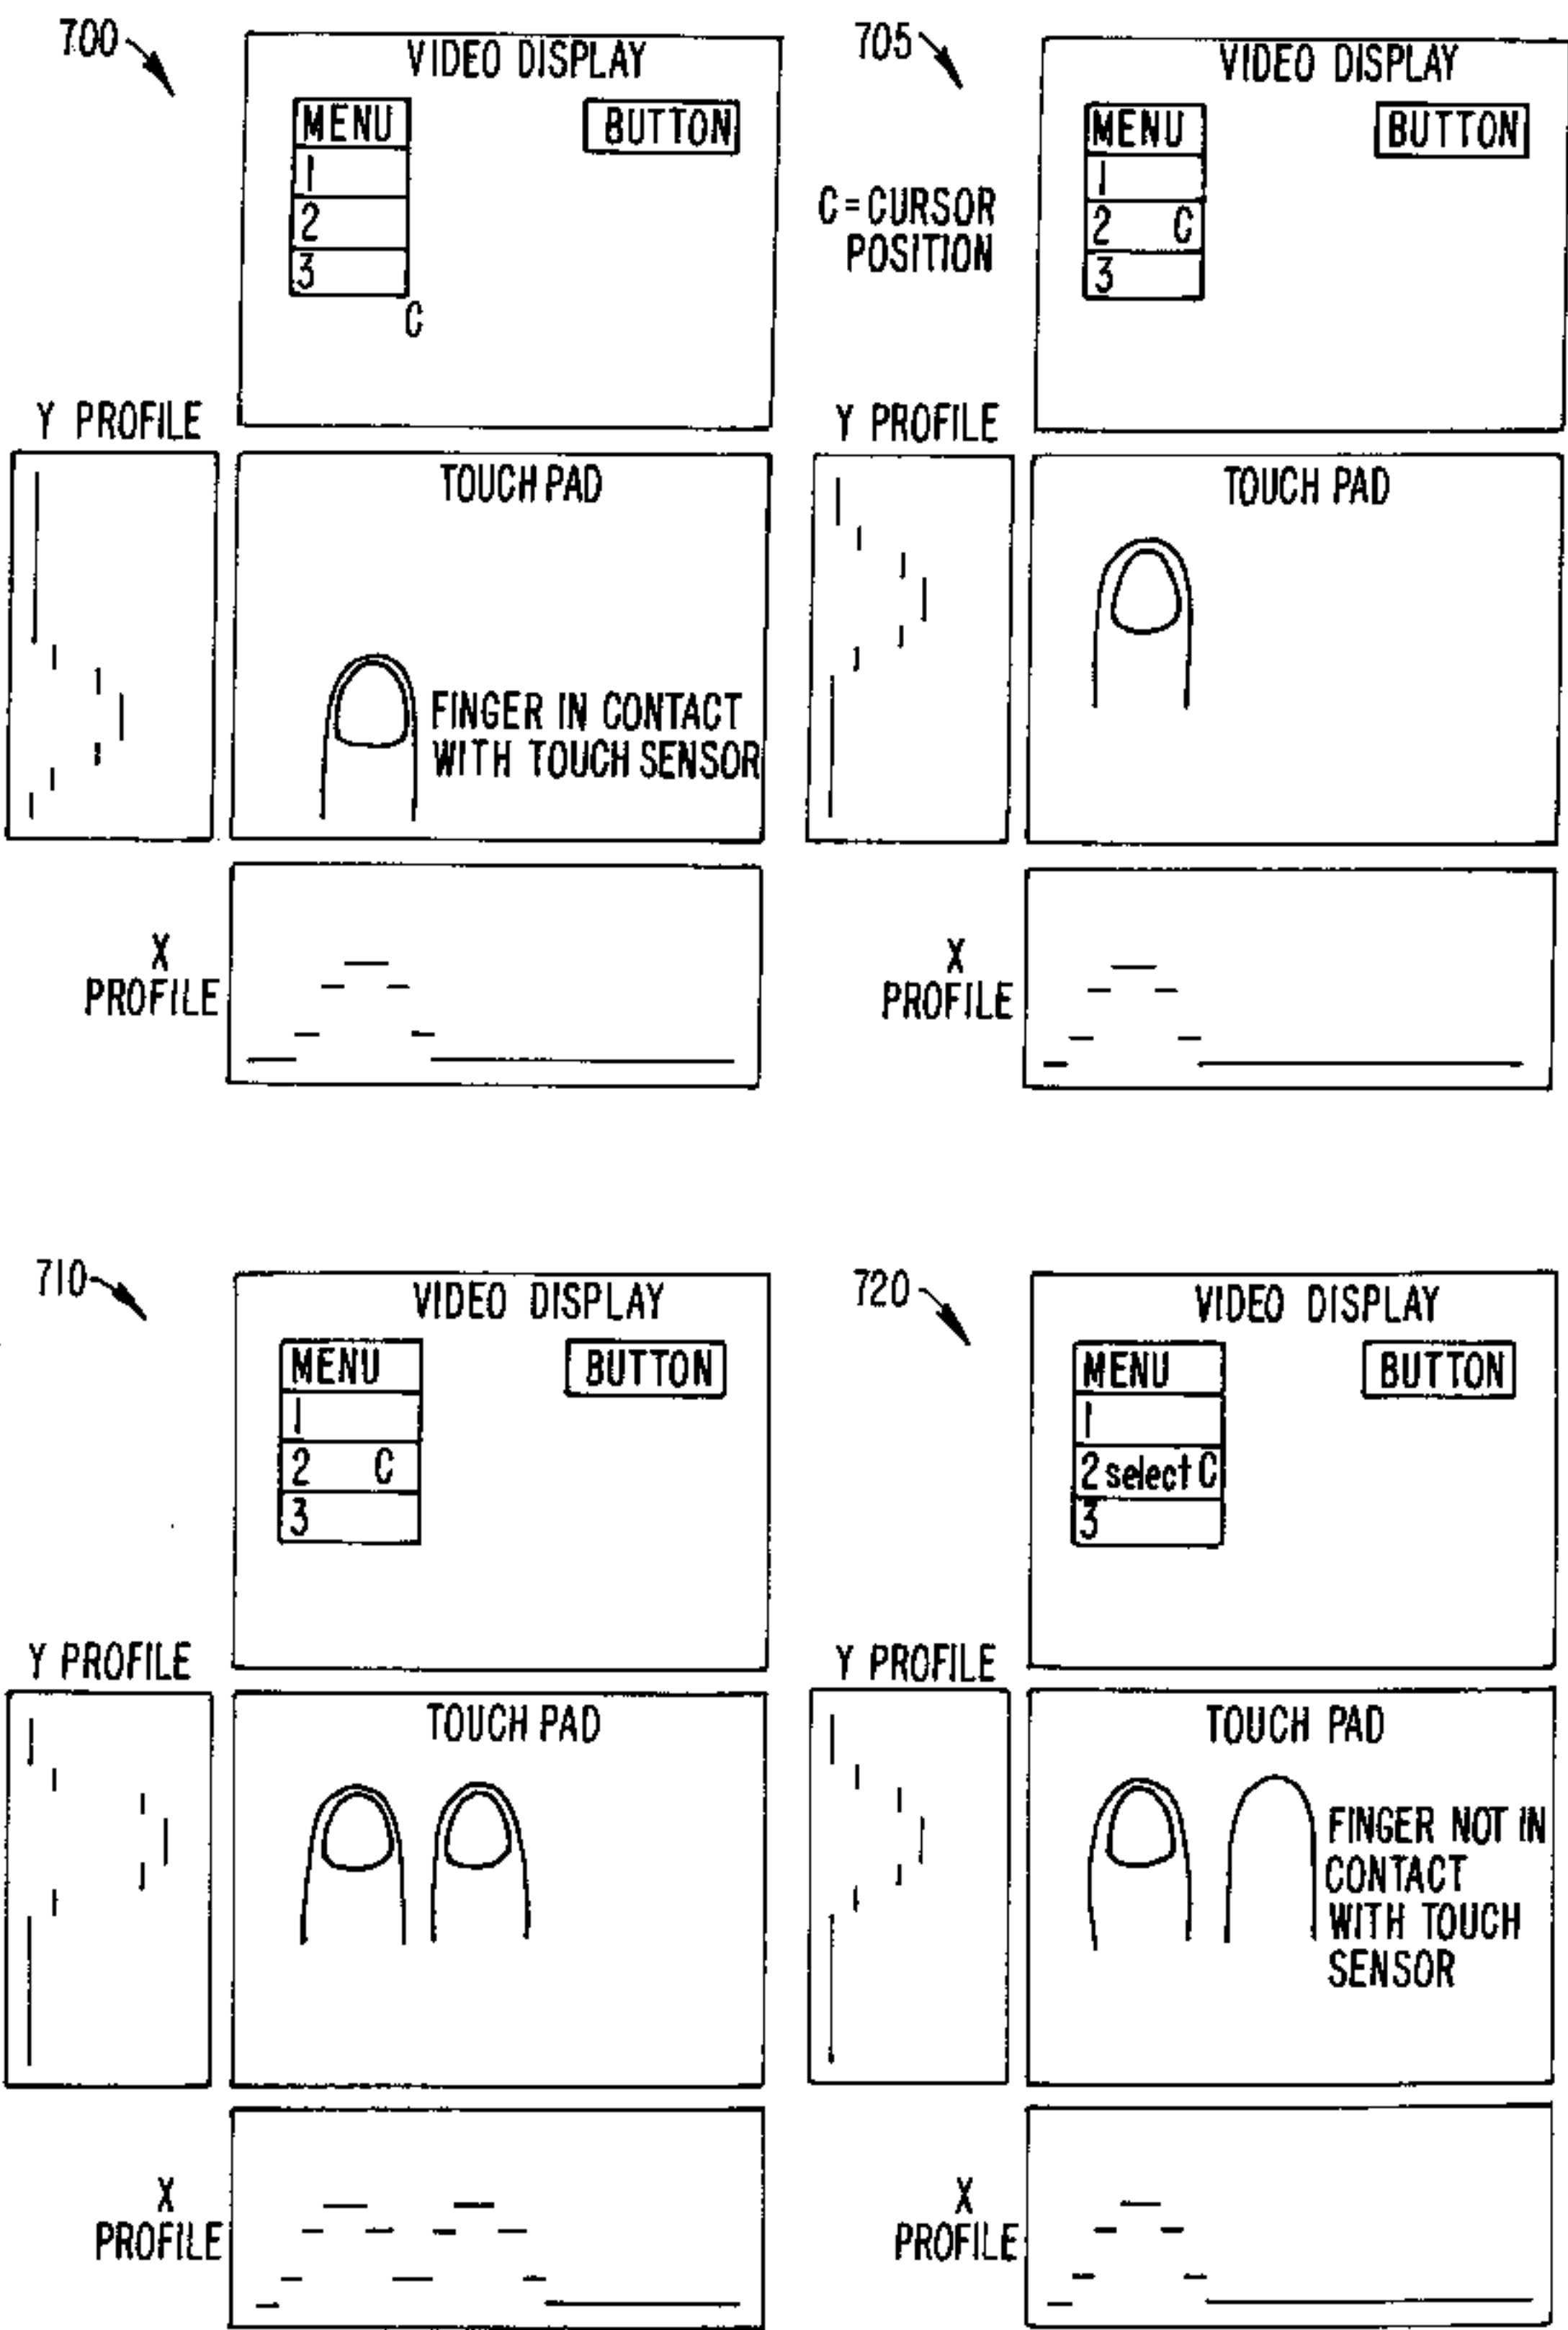 700
VIDEO DISPLAY
MENU
BUTTON
1
2
3
C
Y PROFILE
TOUCH PAD
FINGER IN CONTACT
WITH TOUCH SENSOR
X
PROFILE
705
VIDEO DISPLAY
MENU
BUTTON
1
C = CURSOR
POSITION
2 C
3
Y PROFILE
TOUCH PAD
X
PROFILE
710
VIDEO DISPLAY
MENU
BUTTON
1
2 C
3
Y PROFILE
TOUCH PAD
X
PROFILE
720
VIDEO DISPLAY
MENU
BUTTON
1
2 select C
3
Y PROFILE
TOUCH PAD
FINGER NOT IN
CONTACT
WITH TOUCH
SENSOR
X
PROFILE